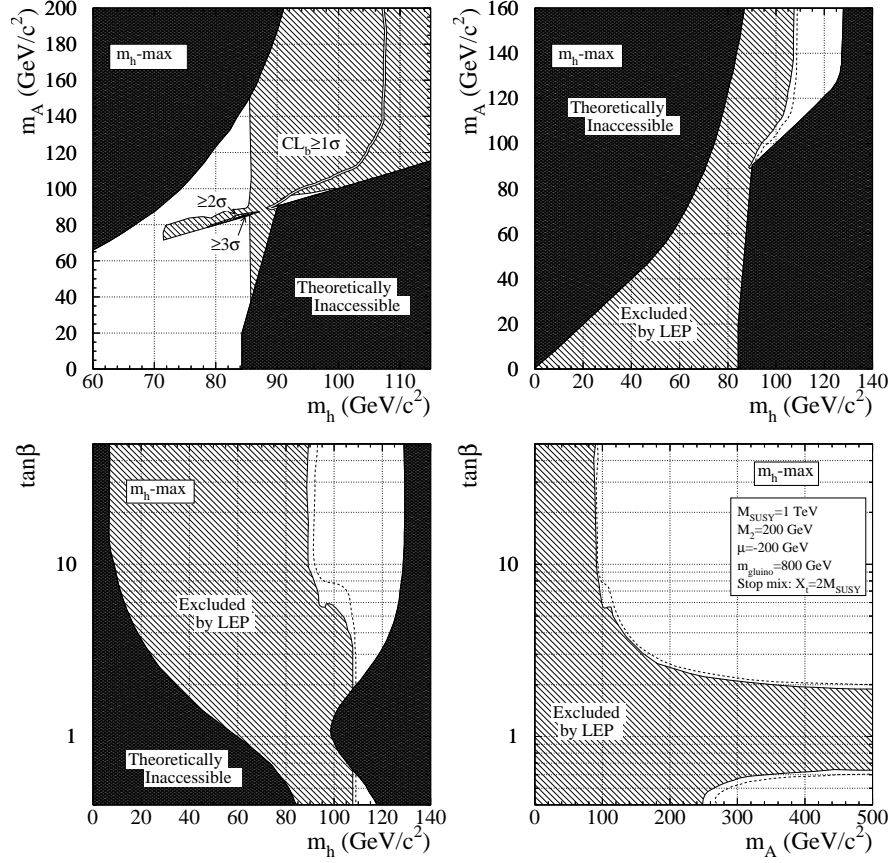 m_A (GeV/c²)
200
180
160
140
120
100
80
60
40
20
0
m_h-max
CL_b≥1σ
≥2σ
≥3σ
Theoretically
Inaccessible
60
70
80
90
100
110
m_h (GeV/c²)
m_A (GeV/c²)
160
140
120
100
80
60
40
20
0
m_h-max
Theoretically
Inaccessible
Excluded
by LEP
0
20
40
60
80
100
120
140
m_h (GeV/c²)
tanβ
10
1
m_h-max
Excluded
by LEP
Theoretically
Inaccessible
0
20
40
60
80
100
120
140
m_h (GeV/c²)
tanβ
10
1
m_h-max
M_SUSY=1 TeV
M_2=200 GeV
μ=-200 GeV
m_gluino=800 GeV
Stop mix: X_t=2M_SUSY
Excluded
by LEP
0
100
200
300
400
500
m_A (GeV/c²)